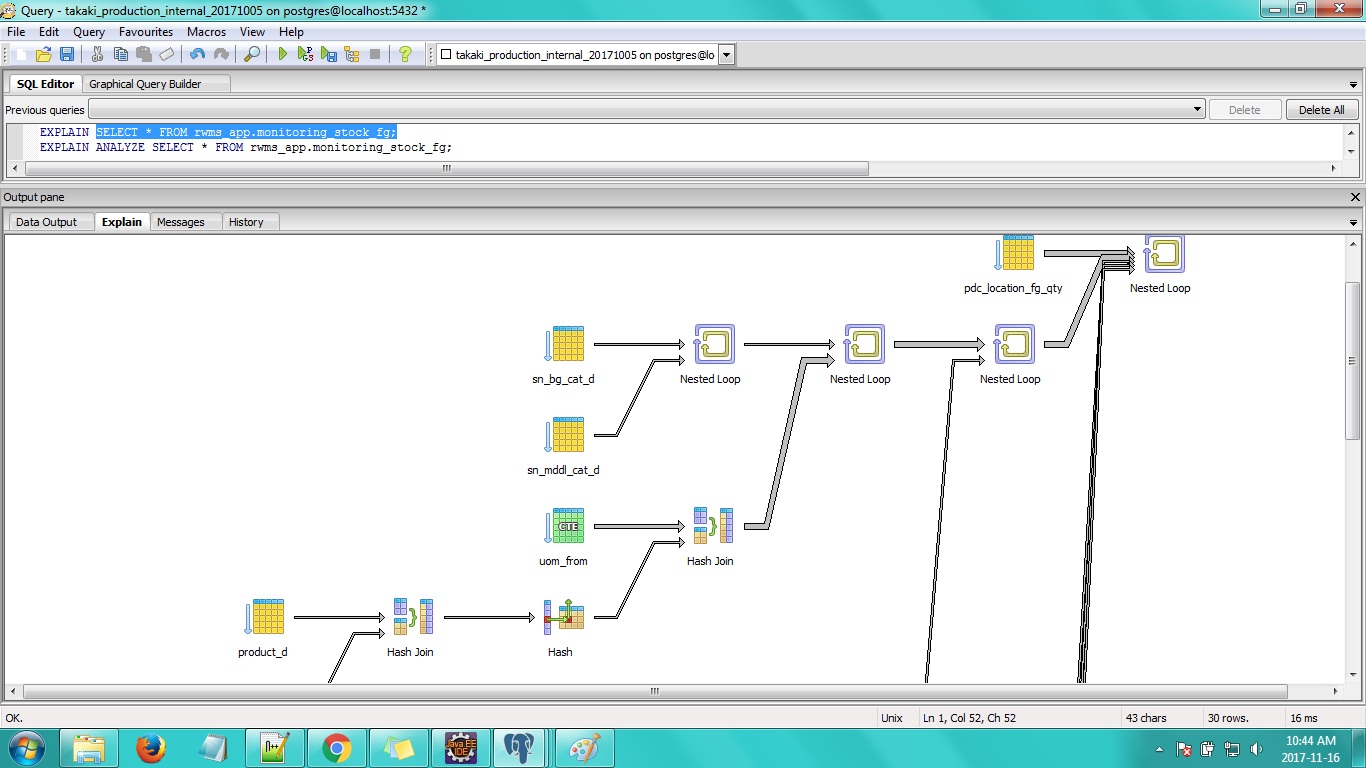 Query - takaki_production_internal_20171005 on postgres@localhost:5432 *
File Edit Query Favourites Macros View Help
takaki_production_internal_20171005 on postgres@lo
SQL Editor Graphical Query Builder
Previous queries Delete Delete All
EXPLAIN SELECT * FROM rwms_app.monitoring_stock_fg;
EXPLAIN ANALYZE SELECT * FROM rwms_app.monitoring_stock_fg;
Output pane
Data Output Explain Messages History
pdc_location_fg_qty Nested Loop
sn_bg_cat_d Nested Loop Nested Loop Nested Loop
sn_mddl_cat_d
CTE
uom_from Hash Join
product_d Hash Join Hash
OK. Unix Ln 1, Col 52, Ch 52 43 chars 30 rows. 16 ms
Java EE
IDE
10:44 AM
2017-11-16